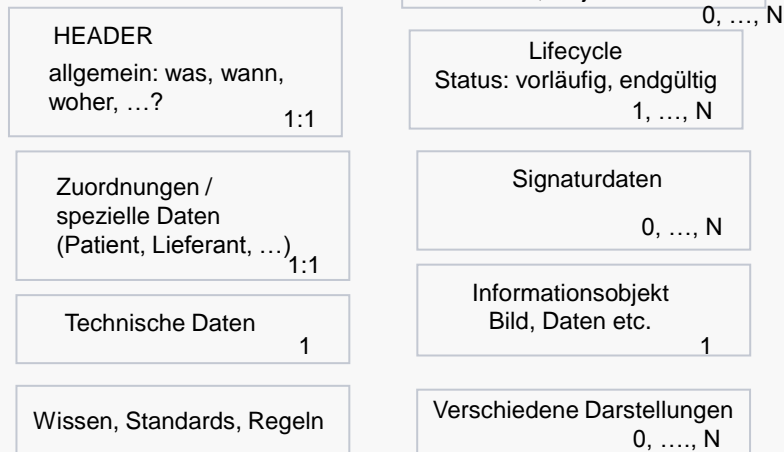 HEADER
allgemein: was, wann,
woher, …?
1:1
Zuordnungen /
spezielle Daten
(Patient, Lieferant, …)
1:1
Technische Daten
1
Wissen, Standards, Regeln
0, …, N
Lifecycle
Status: vorläufig, endgültig
1, …, N
Signaturdaten
0, …, N
Informationsobjekt
Bild, Daten etc.
1
Verschiedene Darstellungen
0, …., N